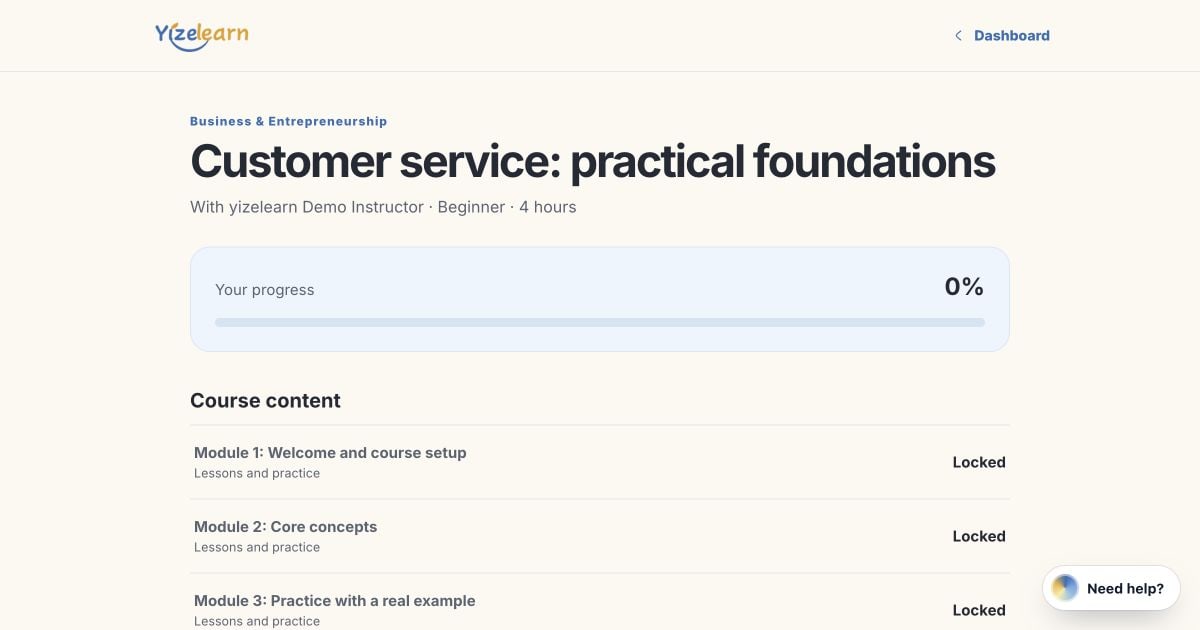 Yizelearn
Dashboard
Business & Entrepreneurship
Customer service: practical foundations
With yizelearn Demo Instructor · Beginner · 4 hours
Your progress
0%
Course content
Module 1: Welcome and course setup
Lessons and practice
Locked
Module 2: Core concepts
Lessons and practice
Locked
Module 3: Practice with a real example
Lessons and practice
Locked
Need help?